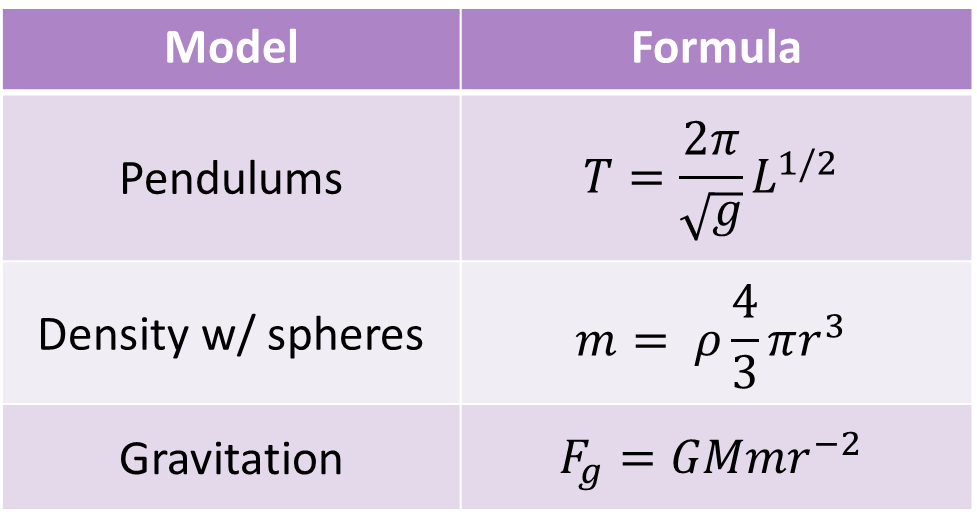 Model Formula
Pendulums T = 2π/√g L^1/2
Density w/ spheres m = ρ 4/3 πr^3
Gravitation F_g = GMmr^−2